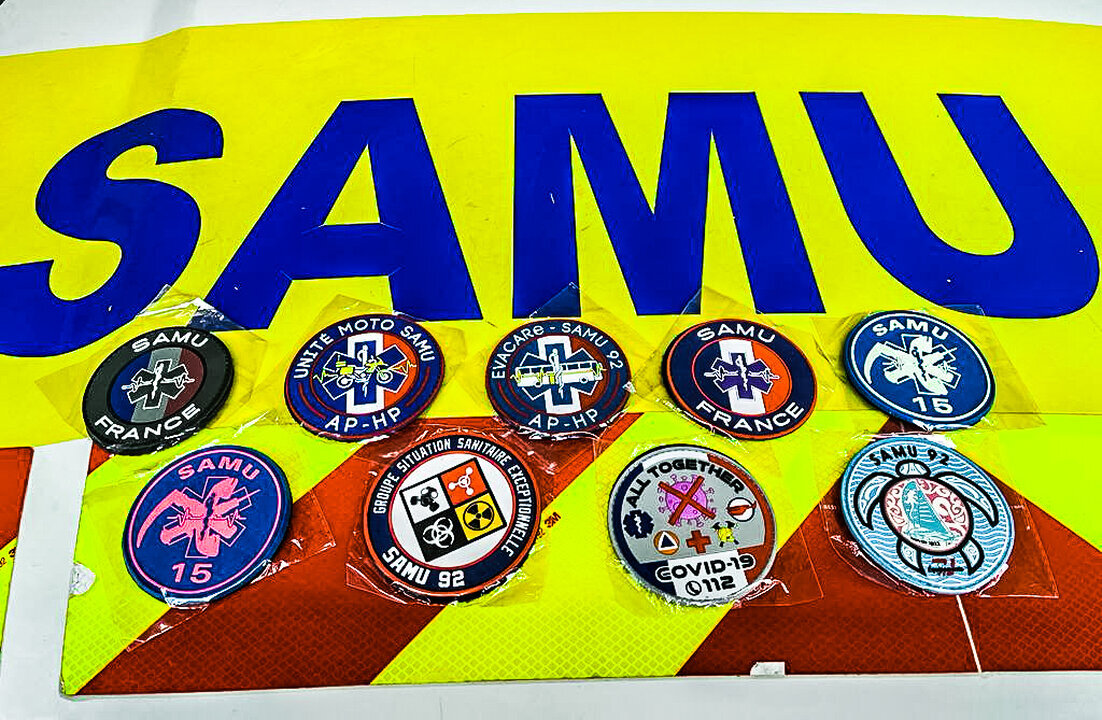 SAMU
SAMU
FRANCE
UNITÉ MOTO SAMU
AP-HP
EVACARE - SAMU 92
AP-HP
SAMU
FRANCE
SAMU
15
SAMU
15
GROUPE SITUATION SANITAIRE EXCEPTIONNELLE
SAMU 92
ALL TOGETHER
COVID-19
112
SAMU 92
3M